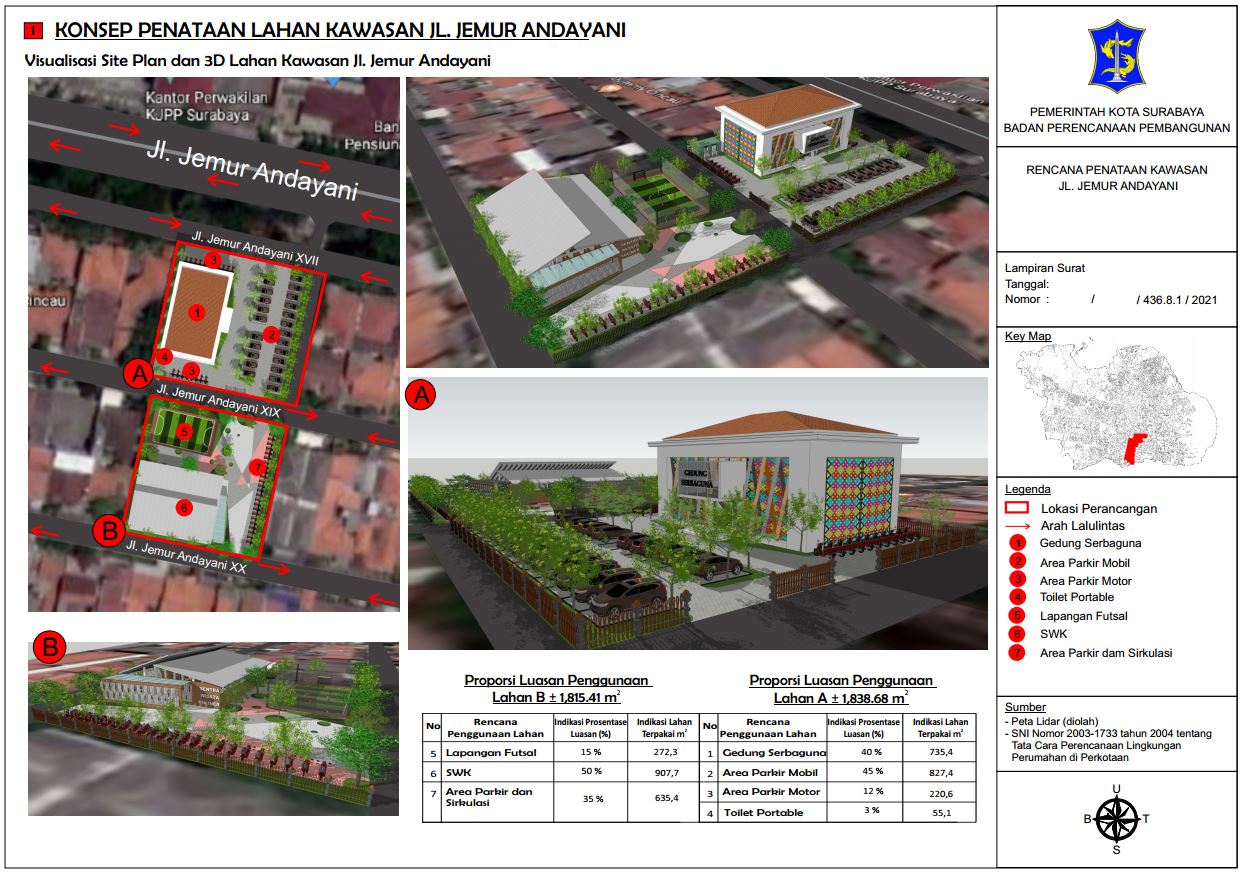 1 KONSEP PENATAAN LAHAN KAWASAN JL. JEMUR ANDAYANI
Visualisasi Site Plan dan 3D Lahan Kawasan Jl. Jemur Andayani
Kantor Perwakilan
KJPP Surabaya
Ban
Pensiun
Jl. Jemur Andayani
Jl. Jemur Andayani XVII
incau
3
1
2
4
3
A
Jl. Jemur Andayani XIX
5
7
6
B
Jl. Jemur Andayani XX
A
GEDUNG
SERBAGUNA
B
SENTRA
WISATA
KULINER
Proporsi Luasan Penggunaan
Lahan B ± 1,815.41 m²
No Rencana Penggunaan Lahan Indikasi Prosentase Luasan (%) Indikasi Lahan Terpakai m²
5 Lapangan Futsal 15 % 272,3
6 SWK 50 % 907,7
7 Area Parkir dan Sirkulasi 35 % 635,4
Proporsi Luasan Penggunaan
Lahan A ± 1,838.68 m²
No Rencana Penggunaan Lahan Indikasi Prosentase Luasan (%) Indikasi Lahan Terpakai m²
1 Gedung Serbaguna 40 % 735,4
2 Area Parkir Mobil 45 % 827,4
3 Area Parkir Motor 12 % 220,6
4 Toilet Portable 3 % 55,1
PEMERINTAH KOTA SURABAYA
BADAN PERENCANAAN PEMBANGUNAN
RENCANA PENATAAN KAWASAN
JL. JEMUR ANDAYANI
Lampiran Surat
Tanggal:
Nomor : / / 436.8.1 / 2021
Key Map
Legenda
Lokasi Perancangan
Arah Lalulintas
1 Gedung Serbaguna
2 Area Parkir Mobil
3 Area Parkir Motor
4 Toilet Portable
5 Lapangan Futsal
6 SWK
7 Area Parkir dam Sirkulasi
Sumber
- Peta Lidar (diolah)
- SNI Nomor 2003-1733 tahun 2004 tentang
Tata Cara Perencanaan Lingkungan
Perumahan di Perkotaan
U
B T
S